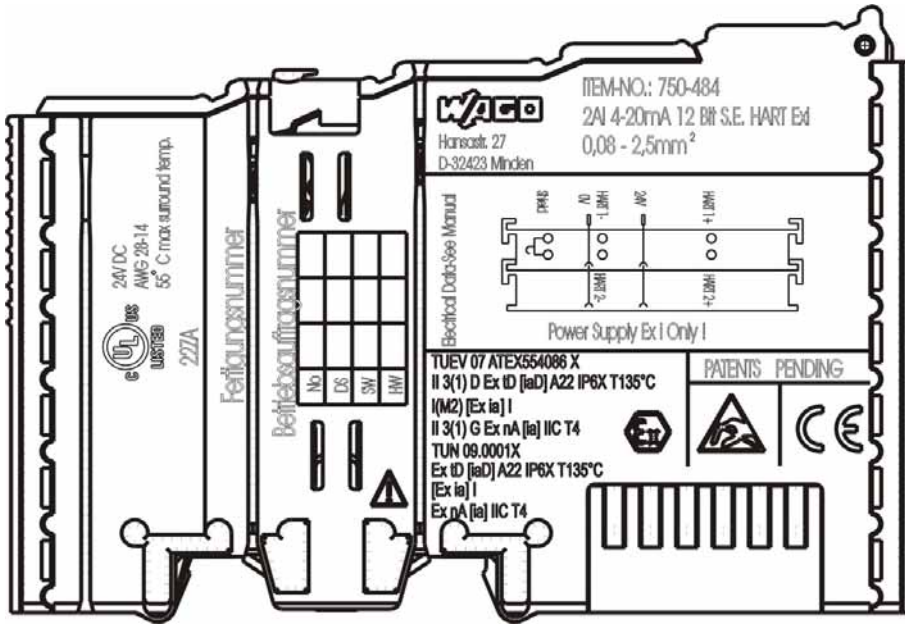 24V DC
AWG 28-14
55° C max surround temp.
C UL US
LISTED
22ZA
Fertigungsnummer
Betriebsauftragsnummer
No
DS
SW
HW
WAGO
Hansastr. 27
D-32423 Minden
ITEM-NO.: 750-484
2AI 4-20mA 12 Bit S.E. HART Exi
0,08 - 2,5mm²
Electrical Data-See Manual
Shield
0V
HART 1-
24V
HART 1+
HART 2-
HART 2+
Power Supply Ex i Only !
TUEV 07 ATEX554086 X
II 3(1) D Ex tD [iaD] A22 IP6X T135°C
I(M2) [Ex ia] I
II 3(1) G Ex nA [ia] IIC T4
TUN 09.0001X
Ex tD [iaD] A22 IP6X T135°C
[Ex ia] I
Ex nA [ia] IIC T4
PATENTS PENDING
Ex
CE